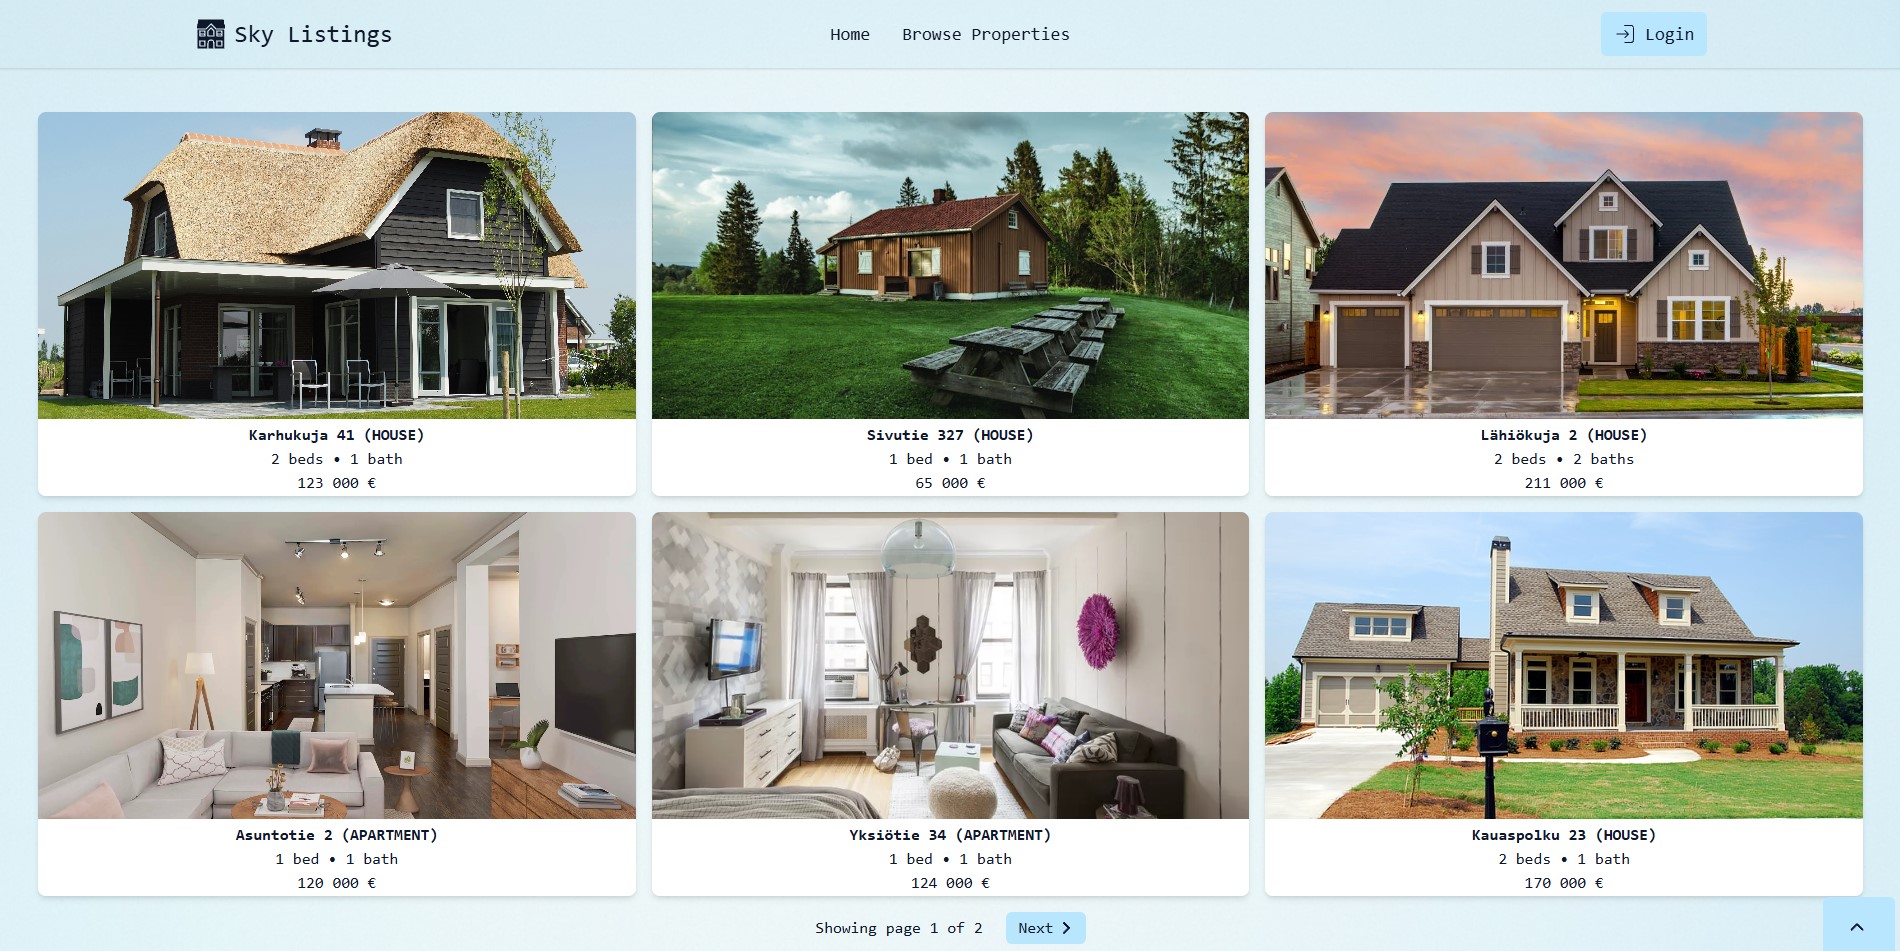 Sky Listings
Home
Browse Properties
Login
Karhukuja 41 (HOUSE)
2 beds • 1 bath
123 000 €
Sivutie 327 (HOUSE)
1 bed • 1 bath
65 000 €
Lähiökuja 2 (HOUSE)
2 beds • 2 baths
211 000 €
Asuntotie 2 (APARTMENT)
1 bed • 1 bath
120 000 €
Yksiötie 34 (APARTMENT)
1 bed • 1 bath
124 000 €
Kauaspolku 23 (HOUSE)
2 beds • 1 bath
170 000 €
Showing page 1 of 2
Next